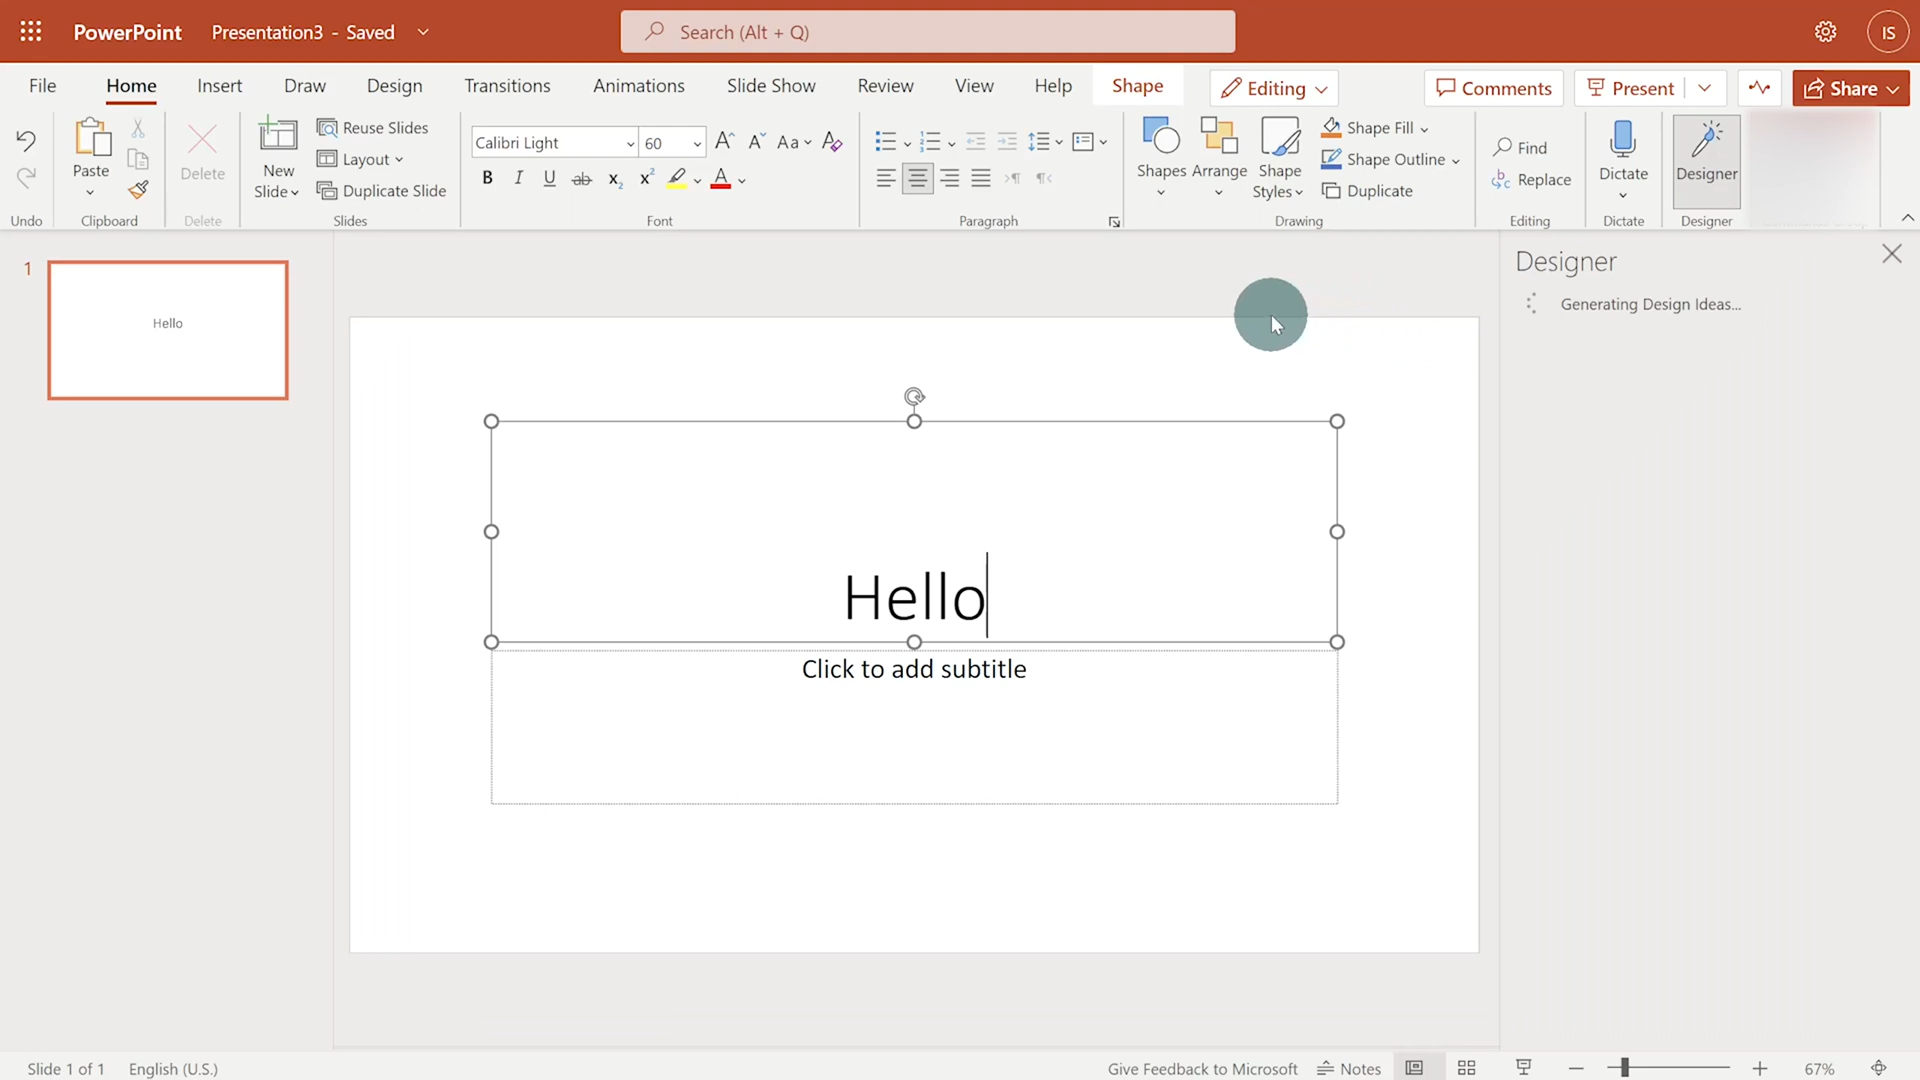 PowerPoint Presentation3 - Saved Search (Alt + Q) IS
File Home Insert Draw Design Transitions Animations Slide Show Review View Help Shape Editing Comments Present Share
Paste
Delete
New
Slide
Reuse Slides
Layout
Duplicate Slide
Calibri Light 60
Aa
B I U ab x₂ x² A
Shapes
Arrange
Shape
Styles
Shape Fill
Shape Outline
Duplicate
Find
Replace
Dictate
Designer
Undo Clipboard Delete Slides Font Paragraph Drawing Editing Dictate Designer
1
Hello
Hello
Click to add subtitle
Designer
Generating Design Ideas...
Slide 1 of 1 English (U.S.) Give Feedback to Microsoft Notes 67%